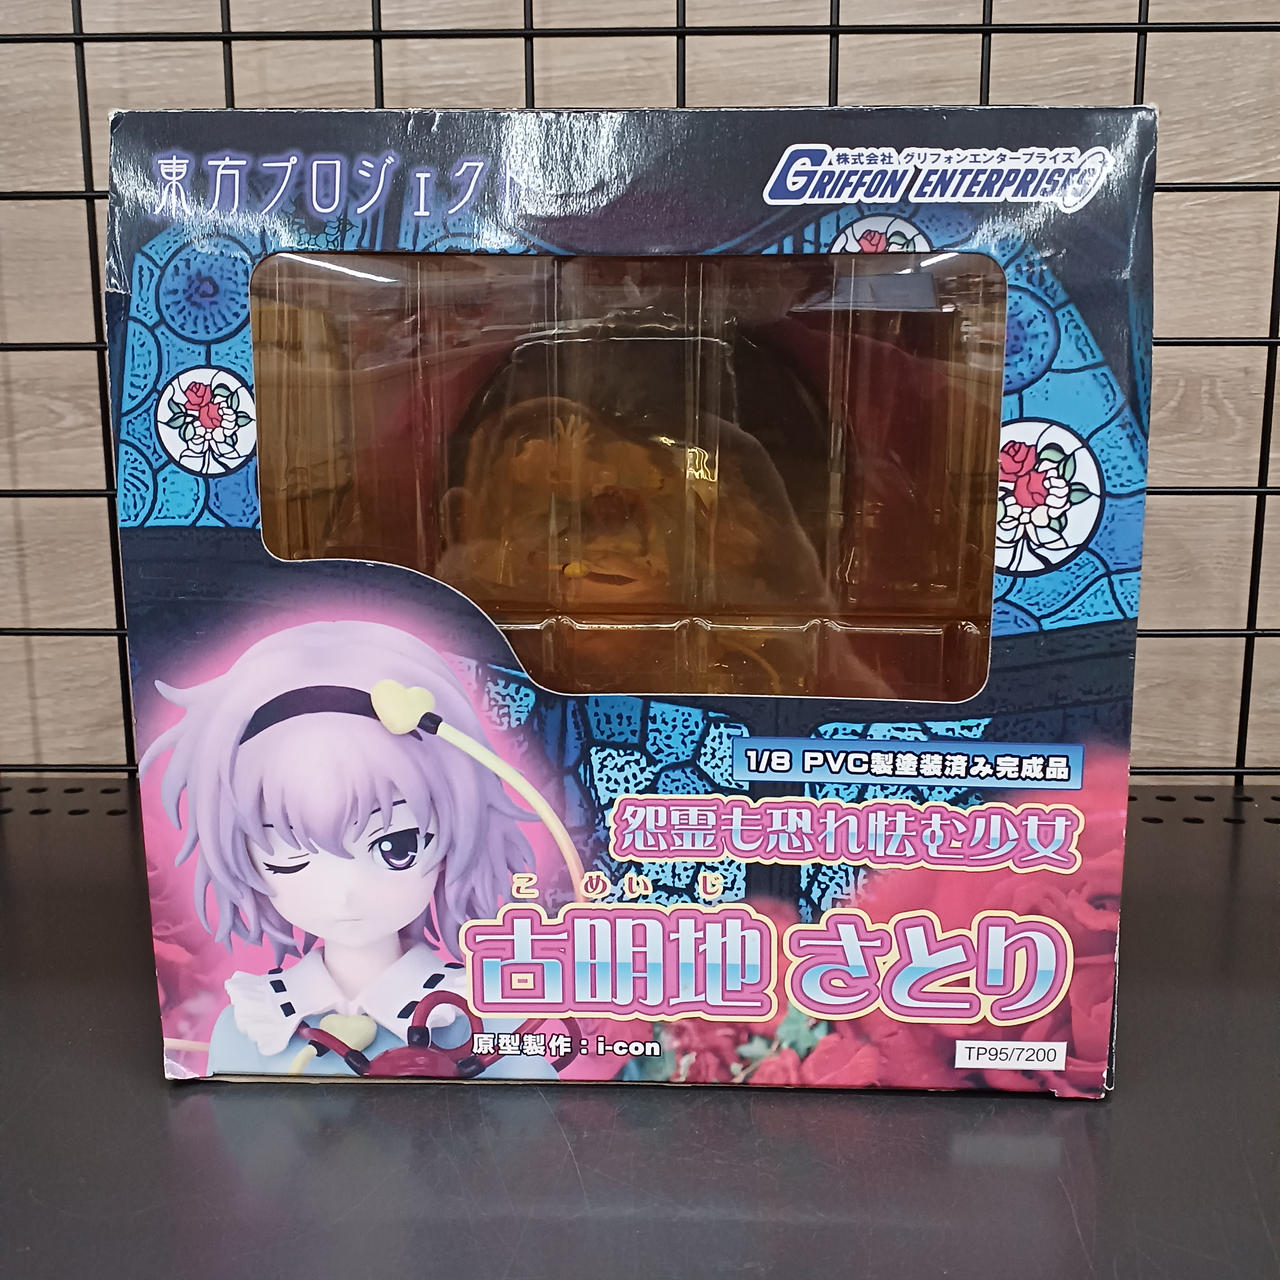 東方プロジェクト
株式会社 グリフォンエンタープライズ
GRIFFON ENTERPRISES
1/8 PVC製塗装済み完成品
怨霊も恐れ怯む少女
こめいじ
古明地 さとり
原型製作：i-con
TP95/7200